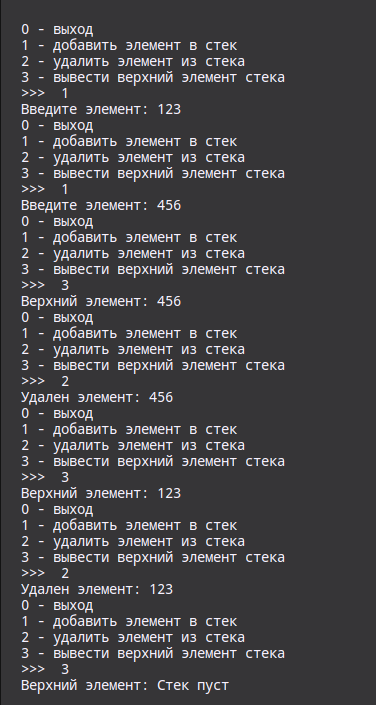 0 - выход
1 - добавить элемент в стек
2 - удалить элемент из стека
3 - вывести верхний элемент стека
>>>  1
Введите элемент: 123
0 - выход
1 - добавить элемент в стек
2 - удалить элемент из стека
3 - вывести верхний элемент стека
>>>  1
Введите элемент: 456
0 - выход
1 - добавить элемент в стек
2 - удалить элемент из стека
3 - вывести верхний элемент стека
>>>  3
Верхний элемент: 456
0 - выход
1 - добавить элемент в стек
2 - удалить элемент из стека
3 - вывести верхний элемент стека
>>>  2
Удален элемент: 456
0 - выход
1 - добавить элемент в стек
2 - удалить элемент из стека
3 - вывести верхний элемент стека
>>>  3
Верхний элемент: 123
0 - выход
1 - добавить элемент в стек
2 - удалить элемент из стека
3 - вывести верхний элемент стека
>>>  2
Удален элемент: 123
0 - выход
1 - добавить элемент в стек
2 - удалить элемент из стека
3 - вывести верхний элемент стека
>>>  3
Верхний элемент: Стек пуст